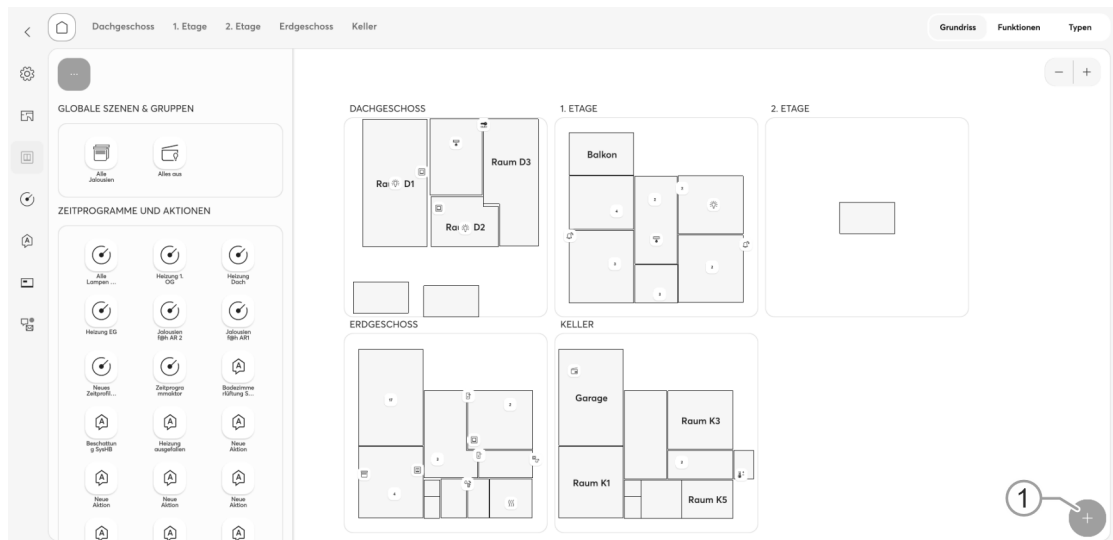 Dachgeschoss 1. Etage 2. Etage Erdgeschoss Keller
Grundriss Funktionen Typen
...
− +
GLOBALE SZENEN & GRUPPEN
Alle
Jalousien
Alles aus
ZEITPROGRAMME UND AKTIONEN
Alle
Lampen ...
Heizung 1.
OG
Heizung
Dach
Heizung EG
Jalousien
f@h AR 2
Jalousien
f@h AR1
Neues
Zeitprofil...
Zeitprogra
mmaktor
Badezimme
rlüftung S...
Beschattun
g SysHB
Heizung
ausgefallen
Neue
Aktion
Neue
Aktion
Neue
Aktion
Neue
Aktion
DACHGESCHOSS
Raum D3
D1
D2
1. ETAGE
Balkon
2. ETAGE
ERDGESCHOSS
KELLER
Garage
Raum K3
Raum K1
Raum K5
1
+